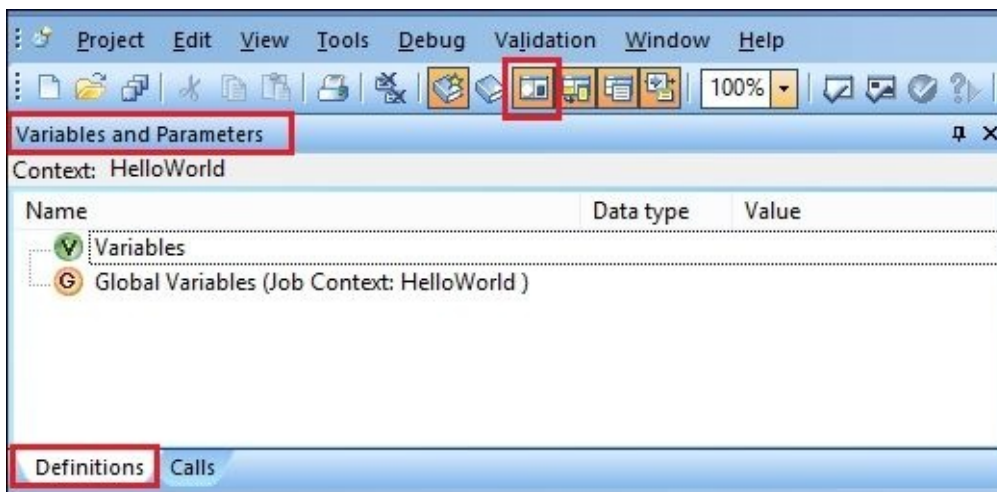 Project Edit View Tools Debug Validation Window Help
100%
Variables and Parameters
Context: HelloWorld
Name Data type Value
V Variables
G Global Variables (Job Context: HelloWorld )
Definitions Calls